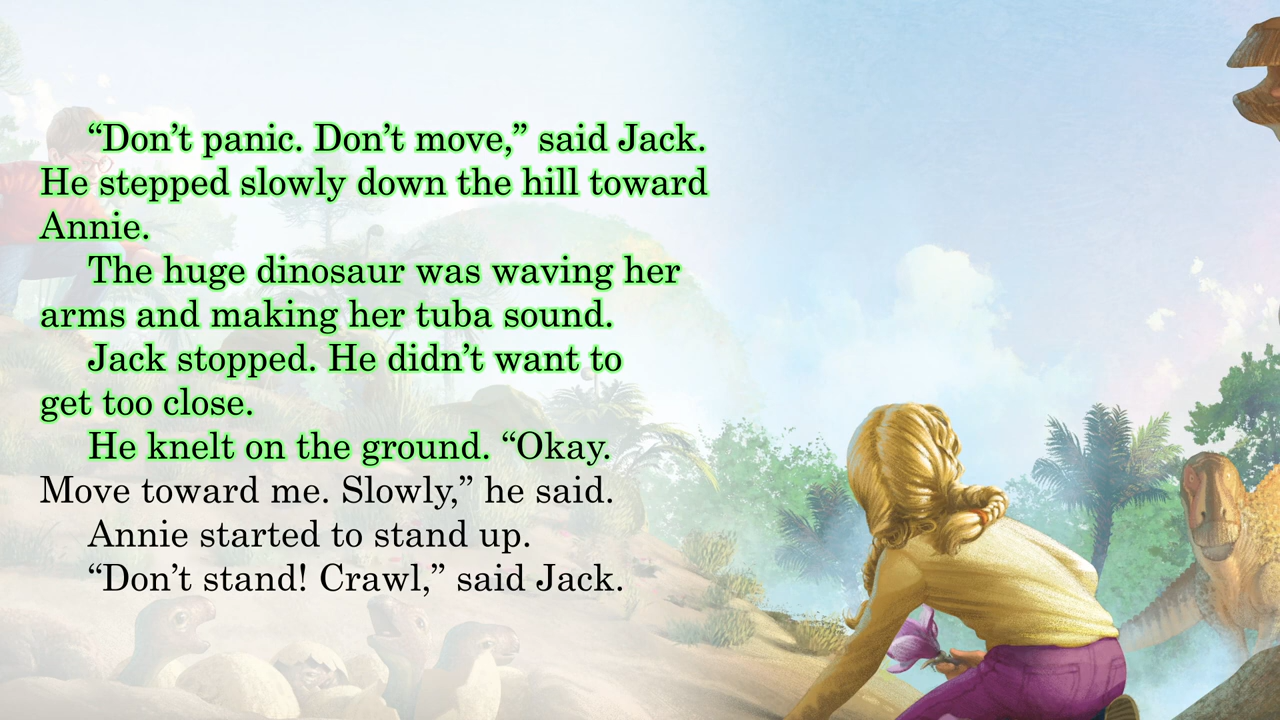 “Don’t panic. Don’t move,” said Jack.
He stepped slowly down the hill toward
Annie.
The huge dinosaur was waving her
arms and making her tuba sound.
Jack stopped. He didn’t want to
get too close.
He knelt on the ground. “Okay.
Move toward me. Slowly,” he said.
Annie started to stand up.
“Don’t stand! Crawl,” said Jack.